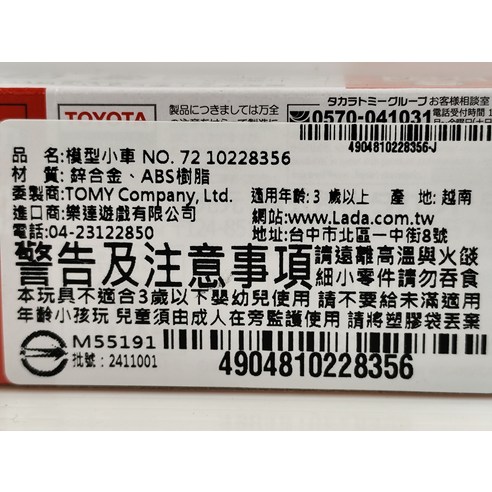 タカラトミーグループ お客様相談室
TOYOTA
製品につきましては万全
0570-041031
電話受付時間 1
4904810228356-J
品 名:模型小車 NO. 72 10228356
材 質:鋅合金、ABS樹脂
委製商:TOMY Company, Ltd. 適用年齡:3 歲以上 產 地:越南
進口商:樂達遊戲有限公司 網站:www.Lada.com.tw
電話:04-23122850 地址:台中市北區一中街8號
警告及注意事項 請遠離高溫與火燄
細小零件請勿吞食
本玩具不適合3歲以下嬰幼兒使用 請不要給未滿適用
年齡小孩玩 兒童須由成人在旁監護使用 請將塑膠袋丟棄
M55191
批號:2411001
4904810228356